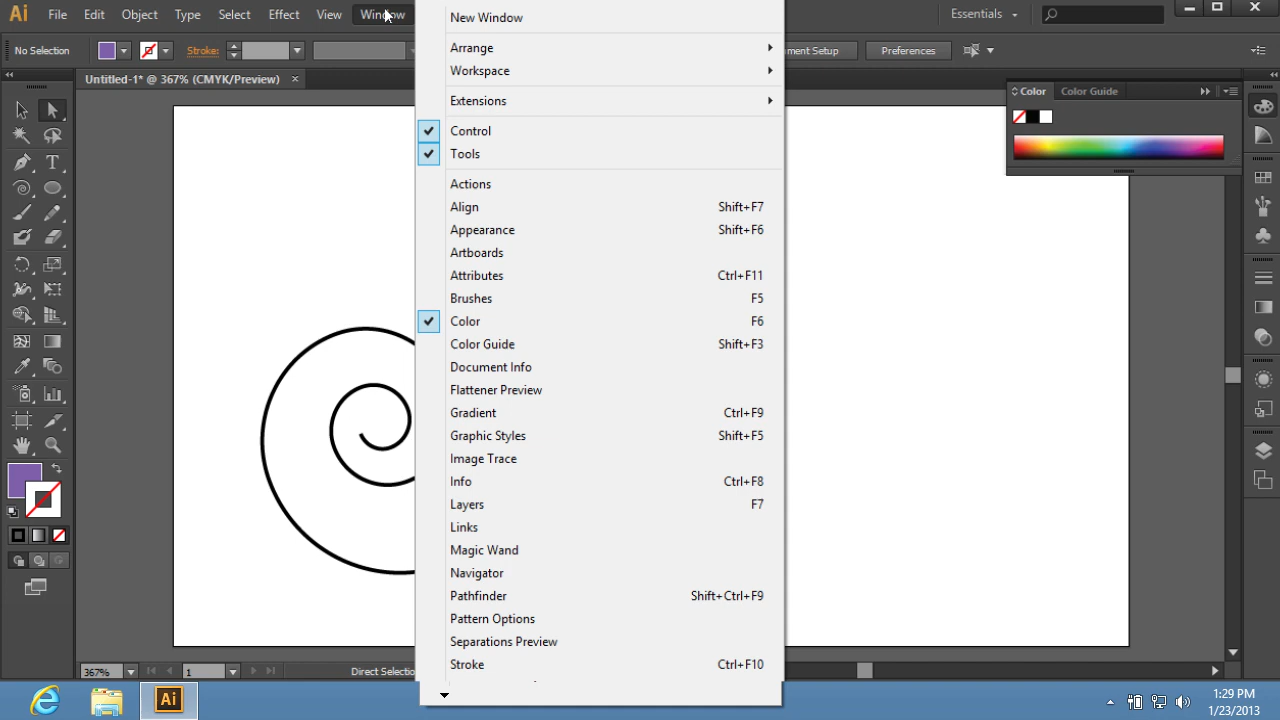 Ai File Edit Object Type Select Effect View Window Essentials
No Selection Stroke: ment Setup Preferences
Untitled-1* @ 367% (CMYK/Preview)
Color Color Guide
New Window
Arrange
Workspace
Extensions
Control
Tools
Actions
Align Shift+F7
Appearance Shift+F6
Artboards
Attributes Ctrl+F11
Brushes F5
Color F6
Color Guide Shift+F3
Document Info
Flattener Preview
Gradient Ctrl+F9
Graphic Styles Shift+F5
Image Trace
Info Ctrl+F8
Layers F7
Links
Magic Wand
Navigator
Pathfinder Shift+Ctrl+F9
Pattern Options
Separations Preview
Stroke Ctrl+F10
367% 1 Direct Selectio
Ai
1:29 PM
1/23/2013